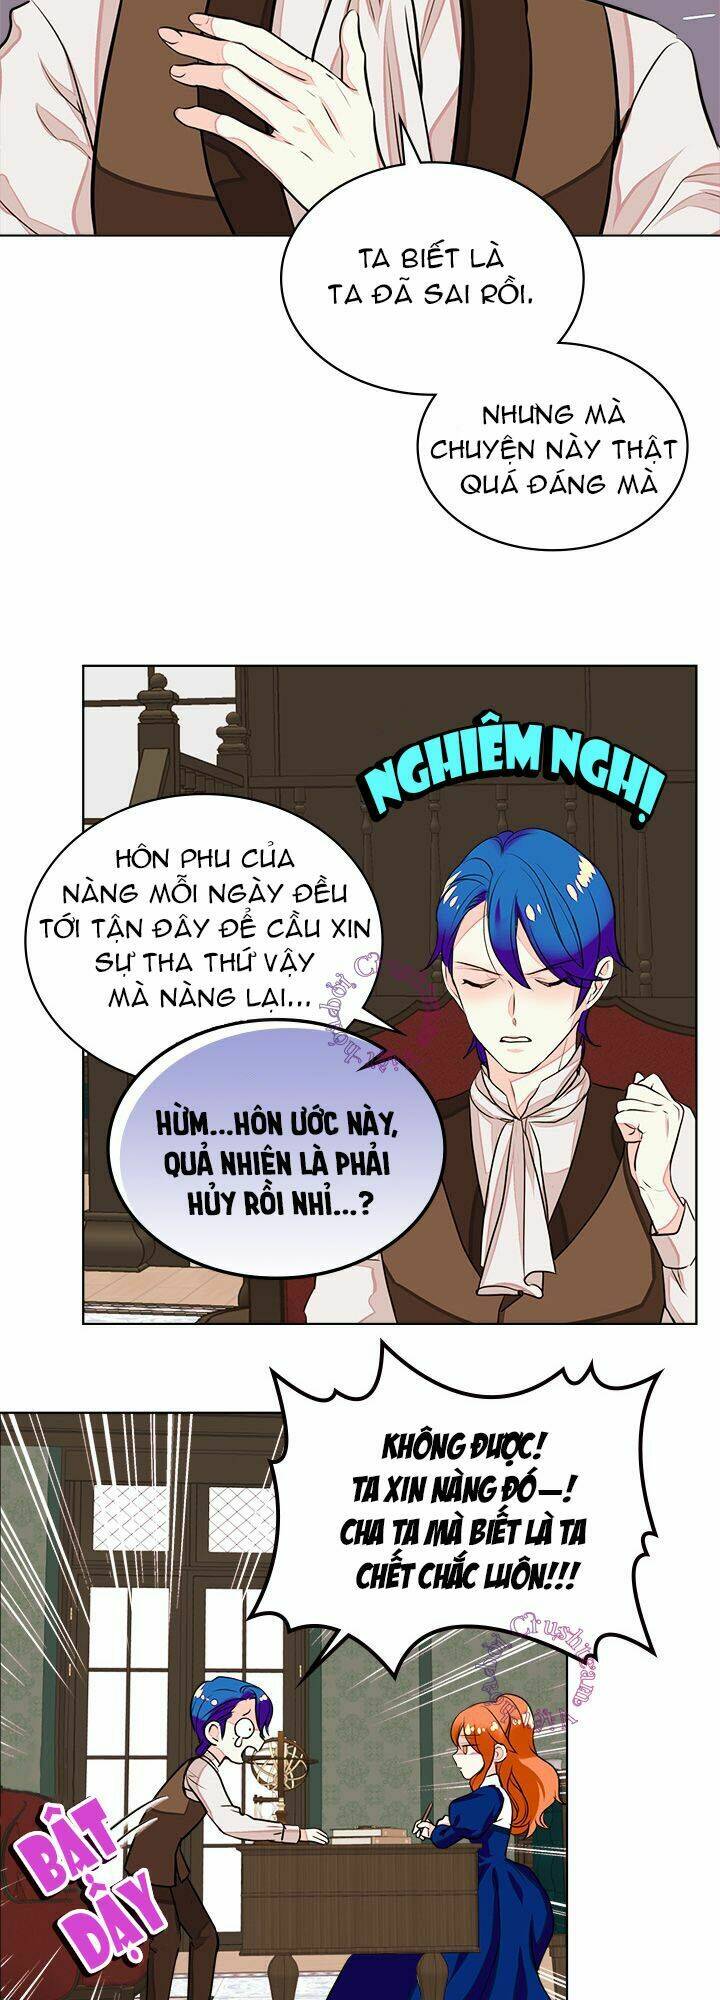 TA BIẾT LÀ
TA ĐÃ SAI RỒI.
NHƯNG MÀ
CHUYỆN NÀY THẬT
QUÁ ĐÁNG MÀ
NGHIÊM NGHỊ
HÔN PHU CỦA
NÀNG MỖI NGÀY ĐỀU
TỚI TẬN ĐÂY ĐỂ CẦU XIN
SỰ THA THỨ VẬY
MÀ NÀNG LẠI...
HỪM...HÔN ƯỚC NÀY,
QUẢ NHIÊN LÀ PHẢI
HỦY RỒI NHỈ...?
KHÔNG ĐƯỢC!
TA XIN NÀNG ĐÓ—!
CHA TA MÀ BIẾT LÀ TA
CHẾT CHẮC LUÔN!!!
Crushteam
BẬT
DẬY